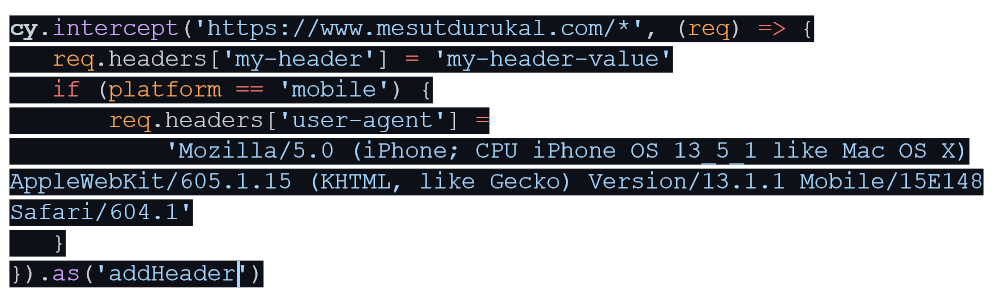 cy.intercept('https://www.mesutdurukal.com/*', (req) => {
req.headers['my-header'] = 'my-header-value'
if (platform == 'mobile') {
req.headers['user-agent'] =
'Mozilla/5.0 (iPhone; CPU iPhone OS 13_5_1 like Mac OS X)
AppleWebKit/605.1.15 (KHTML, like Gecko) Version/13.1.1 Mobile/15E148
Safari/604.1'
}
}).as('addHeader')